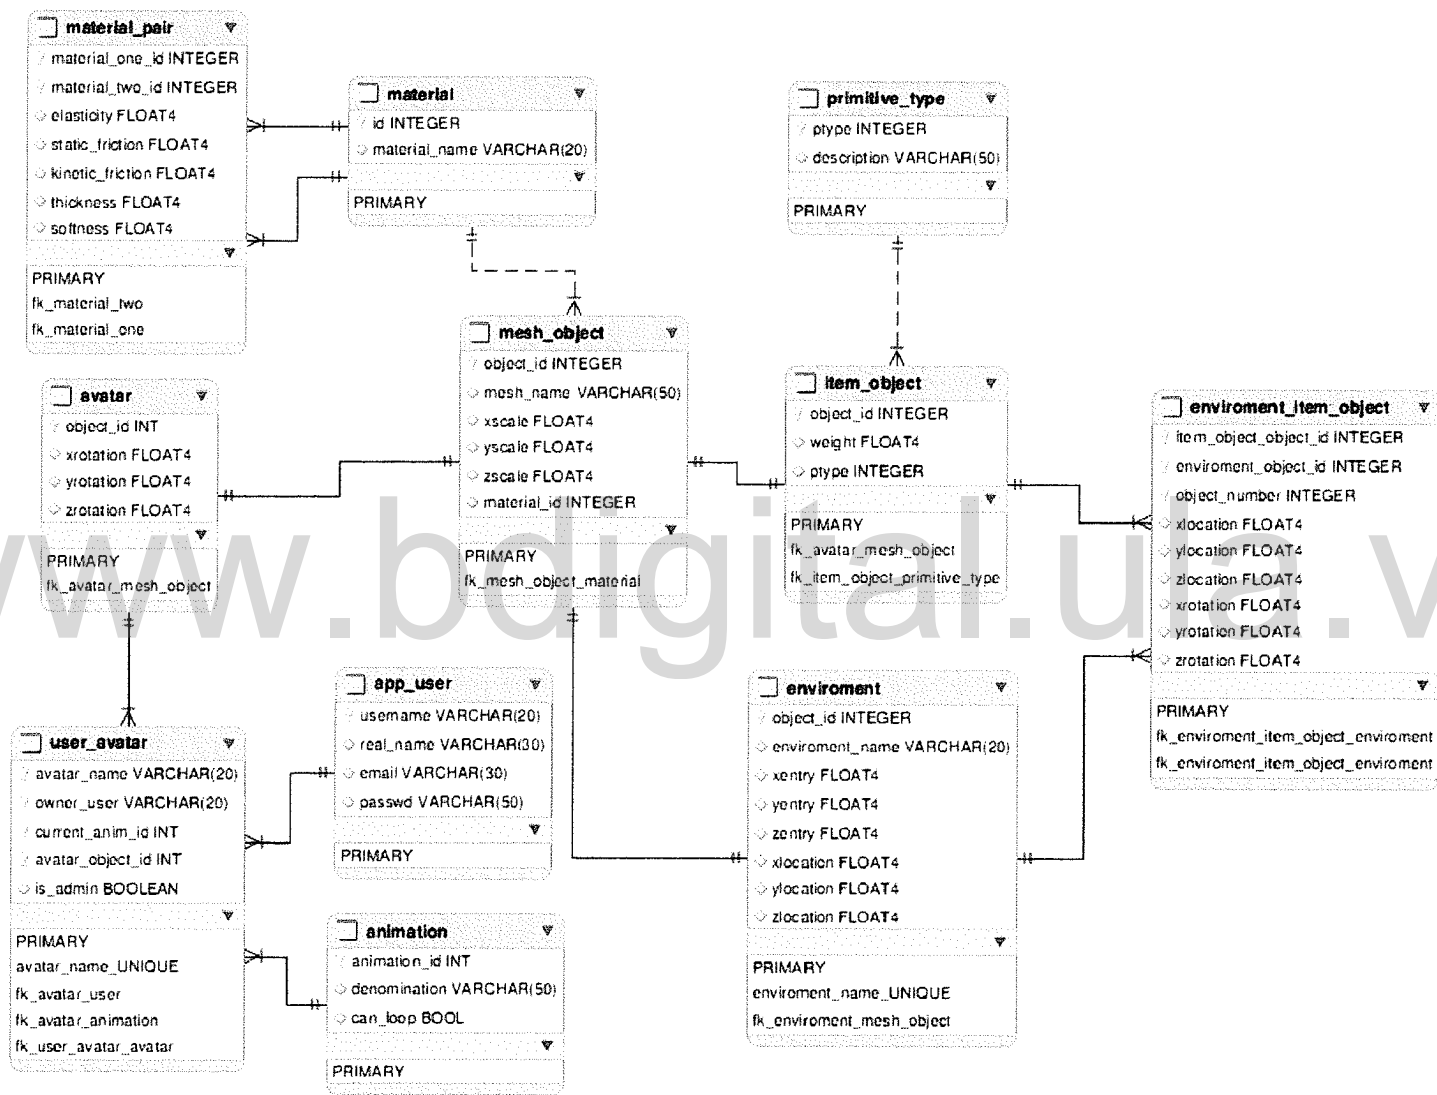 material_pair
material_one_id INTEGER
material_two_id INTEGER
elasticity FLOAT4
static_friction FLOAT4
kinetic_friction FLOAT4
thickness FLOAT4
softness FLOAT4
PRIMARY
fk_material_two
fk_material_one
material
id INTEGER
material_name VARCHAR(20)
PRIMARY
primitive_type
ptype INTEGER
description VARCHAR(50)
PRIMARY
mesh_object
object_id INTEGER
mesh_name VARCHAR(50)
xscale FLOAT4
yscale FLOAT4
zscale FLOAT4
material_id INTEGER
PRIMARY
fk_mesh_object_material
item_object
object_id INTEGER
weight FLOAT4
ptype INTEGER
PRIMARY
fk_avatar_mesh_object
fk_item_object_primitive_type
enviroment_item_object
item_object_object_id INTEGER
enviroment_object_id INTEGER
object_number INTEGER
xlocation FLOAT4
ylocation FLOAT4
zlocation FLOAT4
xrotation FLOAT4
yrotation FLOAT4
zrotation FLOAT4
PRIMARY
fk_enviroment_item_object_enviroment
fk_enviroment_item_object_enviroment
avatar
object_id INT
xrotation FLOAT4
yrotation FLOAT4
zrotation FLOAT4
PRIMARY
fk_avatar_mesh_object
www.bdigital.ula.v
user_avatar
avatar_name VARCHAR(20)
owner_user VARCHAR(20)
current_anim_id INT
avatar_object_id INT
is_admin BOOLEAN
PRIMARY
avatar_name_UNIQUE
fk_avatar_user
fk_avatar_animation
fk_user_avatar_avatar
app_user
username VARCHAR(20)
real_name VARCHAR(30)
email VARCHAR(30)
passwd VARCHAR(50)
PRIMARY
animation
animation_id INT
denomination VARCHAR(50)
can_loop BOOL
PRIMARY
enviroment
object_id INTEGER
enviroment_name VARCHAR(20)
xentry FLOAT4
yentry FLOAT4
zentry FLOAT4
xlocation FLOAT4
ylocation FLOAT4
zlocation FLOAT4
PRIMARY
enviroment_name_UNIQUE
fk_enviroment_mesh_object